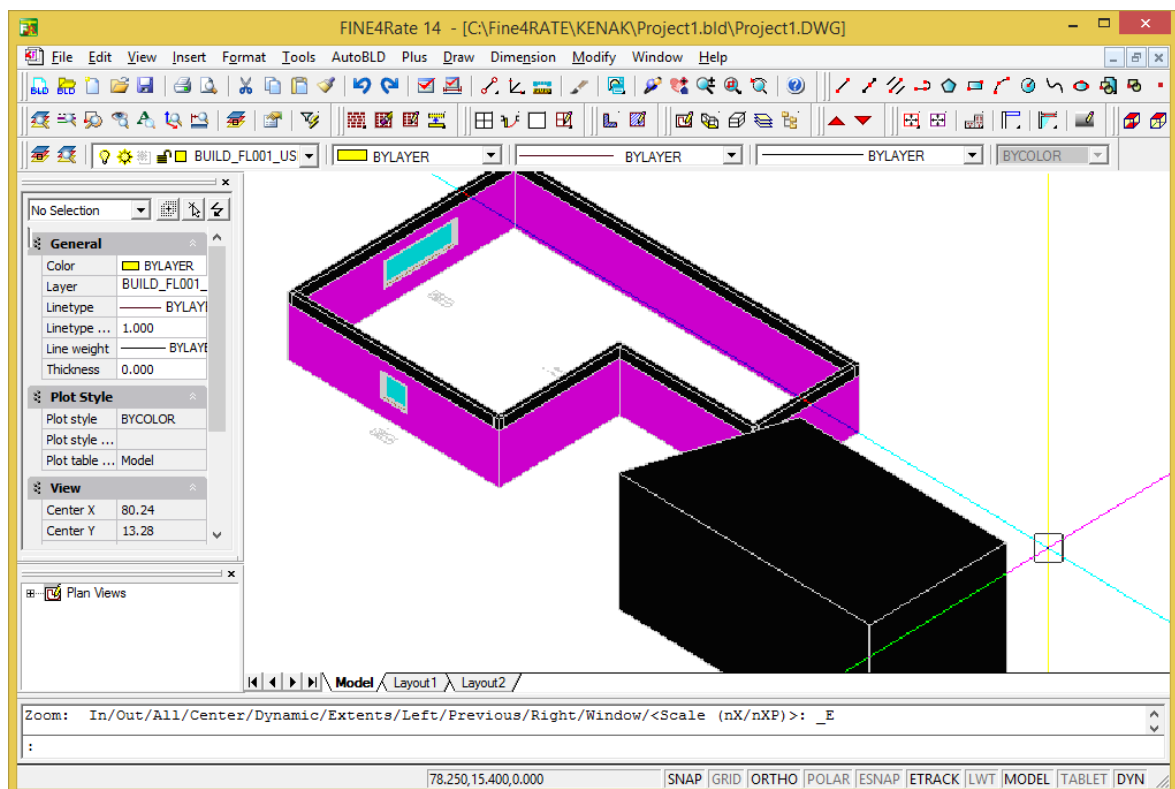 FINE4Rate 14 - [C:\Fine4RATE\KENAK\Project1.bld\Project1.DWG]
File Edit View Insert Format Tools AutoBLD Plus Draw Dimension Modify Window Help
BLD BLD
BUILD_FL001_US BYLAYER BYLAYER BYLAYER BYCOLOR
No Selection
General
Color BYLAYER
Layer BUILD_FL001_
Linetype BYLAYI
Linetype ... 1.000
Line weight BYLAYE
Thickness 0.000
Plot Style
Plot style BYCOLOR
Plot style ...
Plot table ... Model
View
Center X 80.24
Center Y 13.28
Plan Views
Model Layout1 Layout2
Zoom: In/Out/All/Center/Dynamic/Extents/Left/Previous/Right/Window/<Scale (nX/nXP)>: _E
:
78.250,15.400,0.000 SNAP GRID ORTHO POLAR ESNAP ETRACK LWT MODEL TABLET DYN